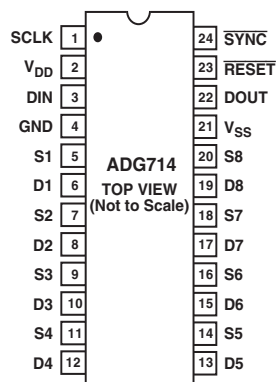 SCLK 1 24 SYNC
VDD 2 23 RESET
DIN 3 22 DOUT
GND 4 21 VSS
S1 5 20 S8
ADG714
D1 6 19 D8
TOP VIEW
(Not to Scale)
S2 7 18 S7
D2 8 17 D7
S3 9 16 S6
D3 10 15 D6
S4 11 14 S5
D4 12 13 D5